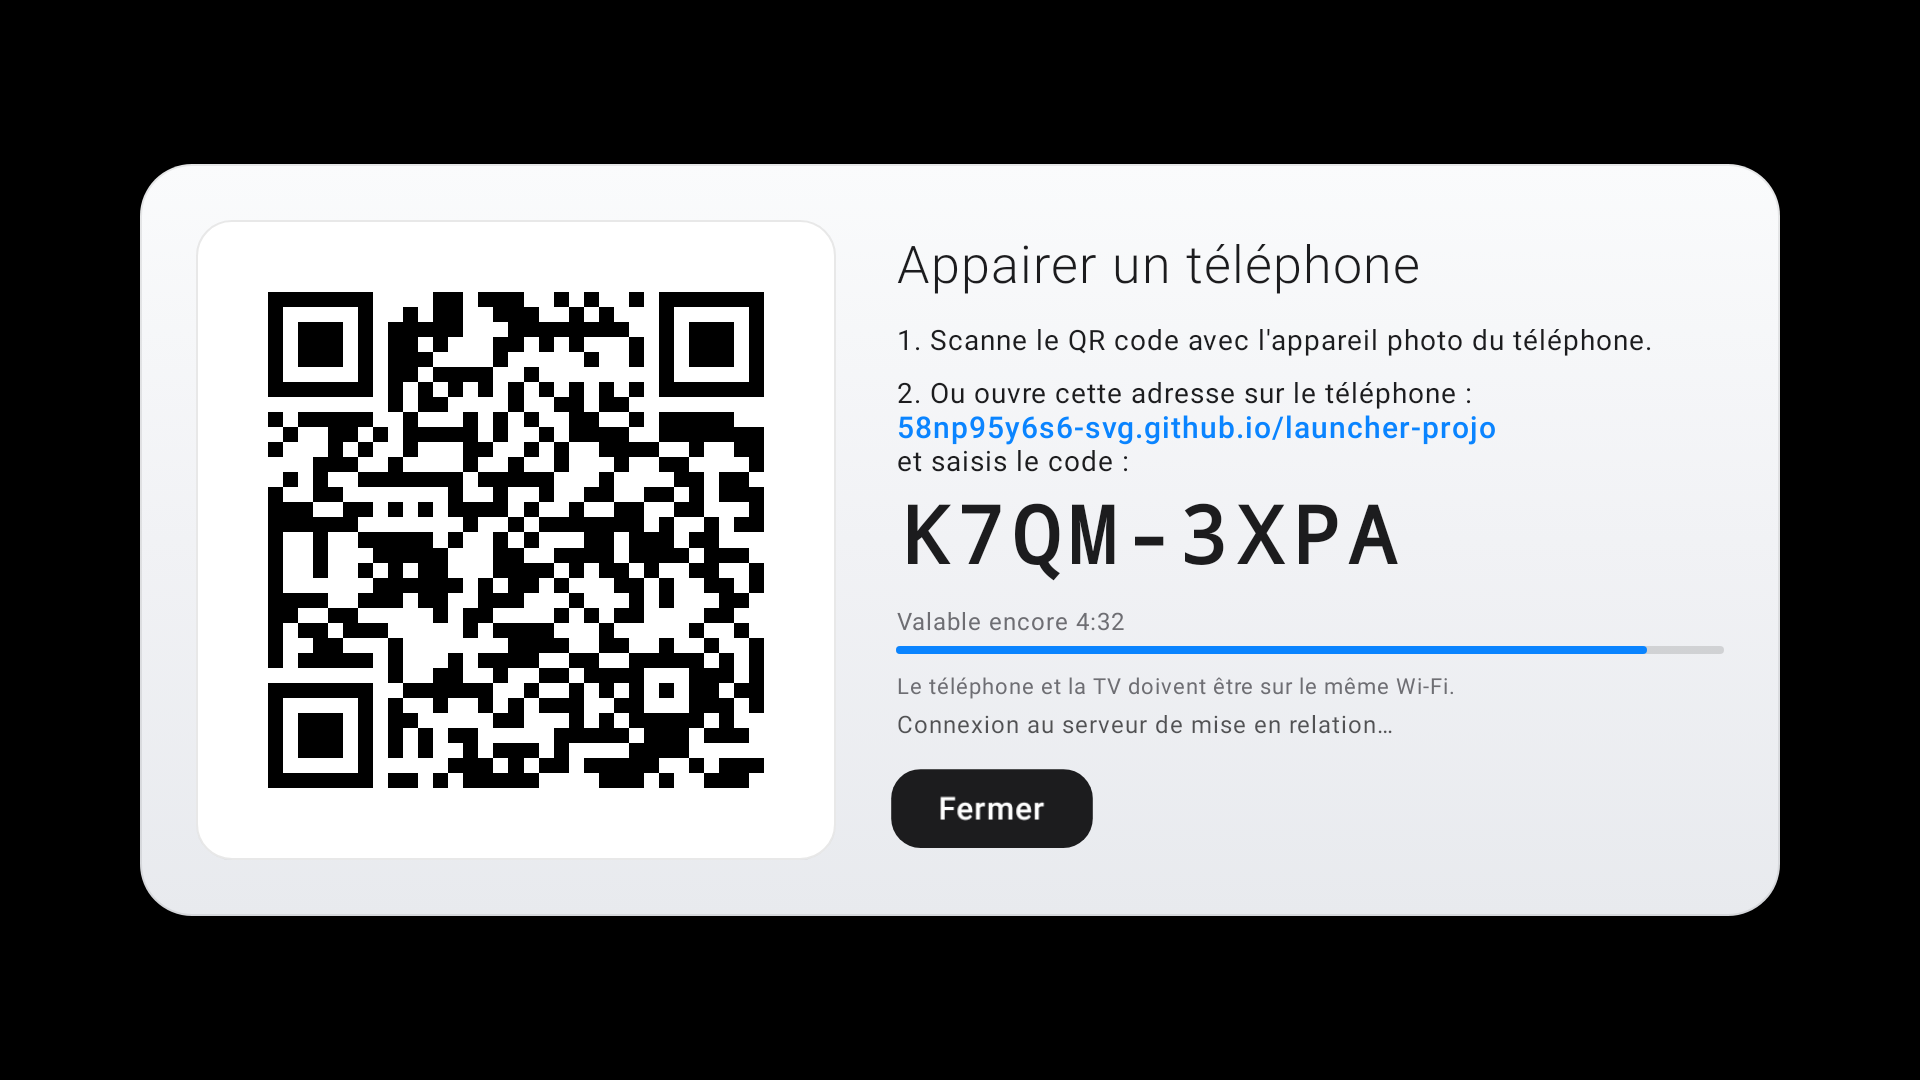 Appairer un téléphone
1. Scanne le QR code avec l'appareil photo du téléphone.
2. Ou ouvre cette adresse sur le téléphone :
58np95y6s6-svg.github.io/launcher-projo
et saisis le code :
K7QM-3XPA
Valable encore 4:32
Le téléphone et la TV doivent être sur le même Wi-Fi.
Connexion au serveur de mise en relation…
Fermer